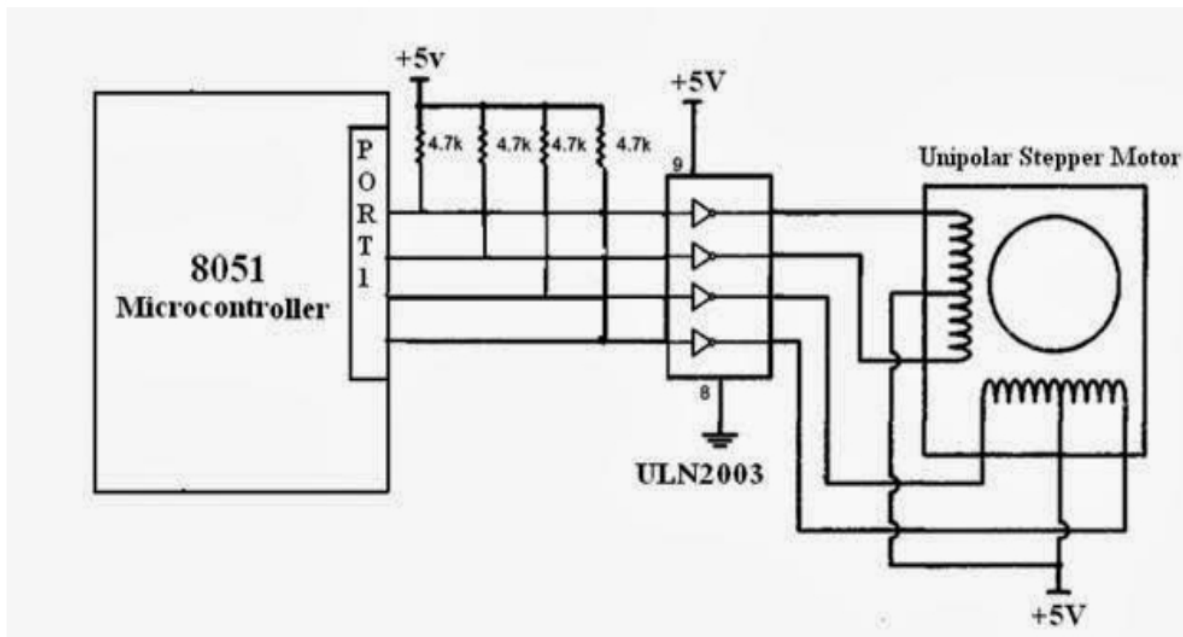 +5v
+5V
4.7k 4.7k 4.7k 4.7k
9
Unipolar Stepper Motor
P
O
R
T
1
8051
Microcontroller
8
ULN2003
+5V